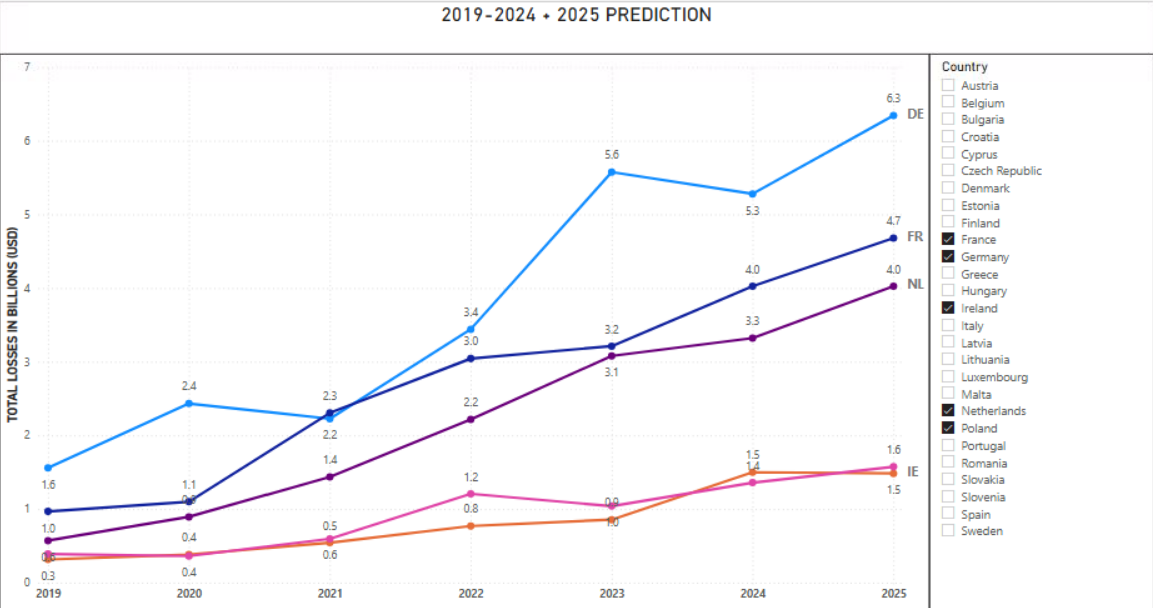 2019-2024 + 2025 PREDICTION
TOTAL LOSSES IN BILLIONS (USD)
7
6
5
4
3
2
1
0
2019
2020
2021
2022
2023
2024
2025
1.6
2.4
2.2
3.4
5.6
5.3
6.3
DE
1.0
1.1
2.3
3.0
3.2
4.0
4.7
FR
1.4
2.2
3.1
3.3
4.0
NL
0.4
0.5
1.2
1.0
1.4
1.6
0.3
0.4
0.6
0.8
0.9
1.5
1.5
IE
Country
Austria
Belgium
Bulgaria
Croatia
Cyprus
Czech Republic
Denmark
Estonia
Finland
France
Germany
Greece
Hungary
Ireland
Italy
Latvia
Lithuania
Luxembourg
Malta
Netherlands
Poland
Portugal
Romania
Slovakia
Slovenia
Spain
Sweden